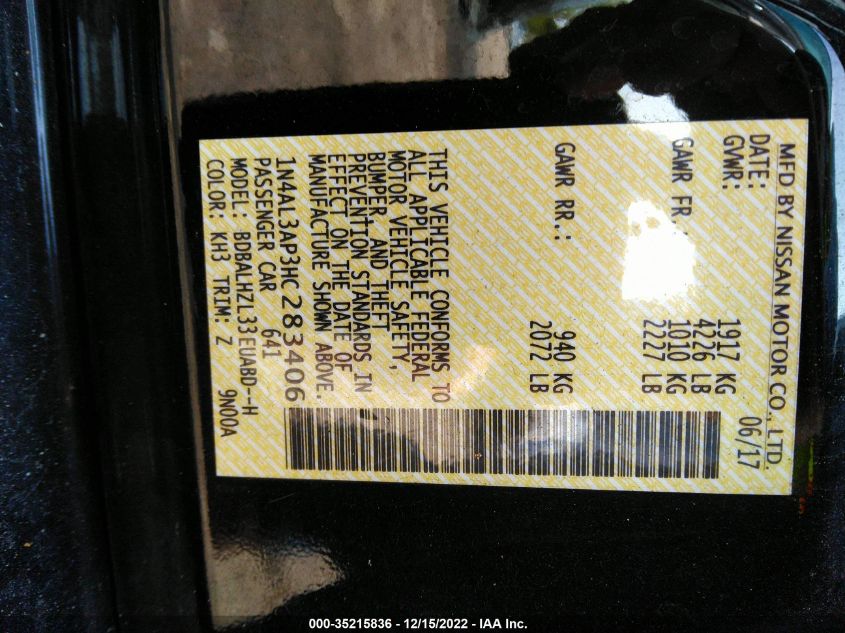 MFD BY NISSAN MOTOR CO., LTD.
DATE: 06/17
GVWR: 1917 KG
4226 LB
GAWR FR. 1010 KG
2227 LB
GAWR RR.: 940 KG
2072 LB
THIS VEHICLE CONFORMS TO
ALL APPLICABLE FEDERAL
MOTOR VEHICLE SAFETY,
BUMPER, AND THEFT
PREVENTION STANDARDS IN
EFFECT ON THE DATE OF
MANUFACTURE SHOWN ABOVE.
1N4AL3AP3HC283406
PASSENGER CAR 641
MODEL: BDBALHZL33EUABD--H
COLOR: KH3 TRIM: Z 9N00A
000-35215836 - 12/15/2022 - IAA Inc.